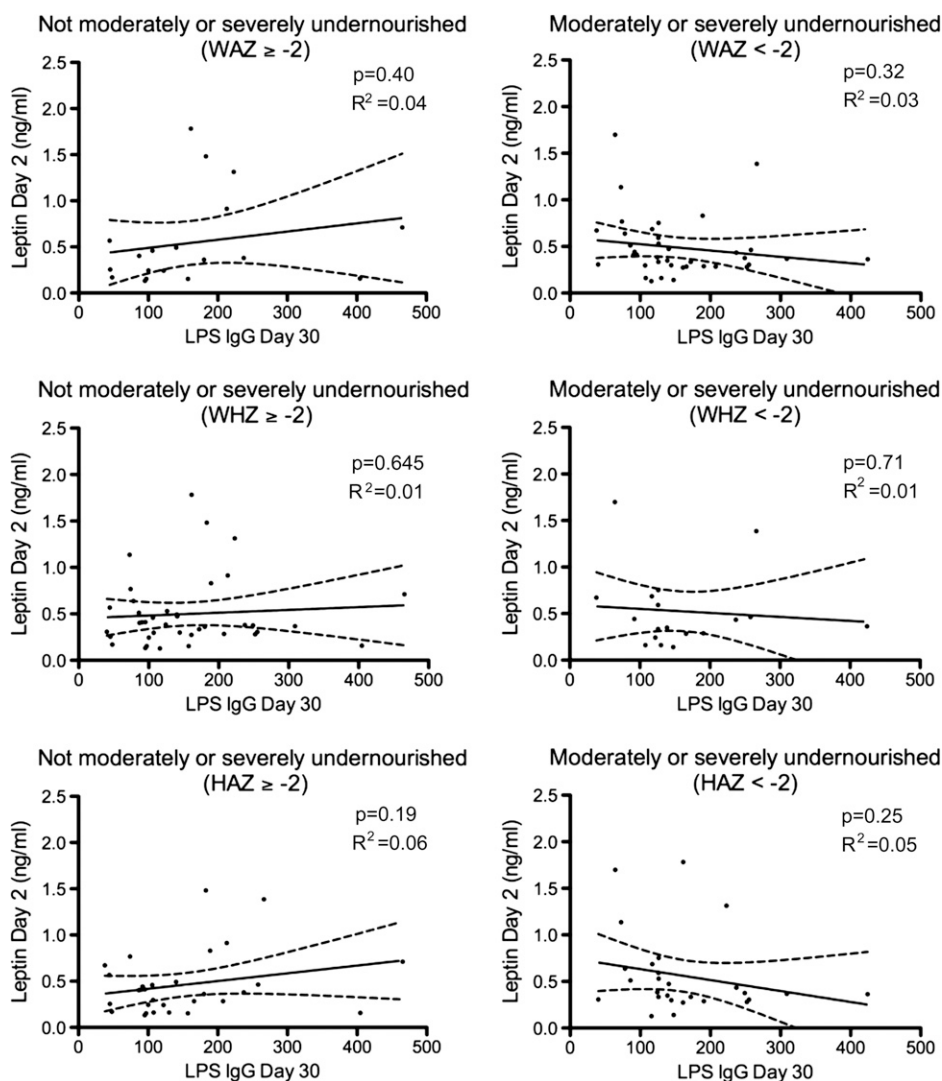 Not moderately or severely undernourished
(WAZ ≥ -2)
p=0.40
R²=0.04
Leptin Day 2 (ng/ml)
2.5
2.0
1.5
1.0
0.5
0.0
0 100 200 300 400 500
LPS IgG Day 30
Moderately or severely undernourished
(WAZ < -2)
p=0.32
R²=0.03
Leptin Day 2 (ng/ml)
2.5
2.0
1.5
1.0
0.5
0.0
0 100 200 300 400 500
LPS IgG Day 30
Not moderately or severely undernourished
(WHZ ≥ -2)
p=0.645
R²=0.01
Leptin Day 2 (ng/ml)
2.5
2.0
1.5
1.0
0.5
0.0
0 100 200 300 400 500
LPS IgG Day 30
Moderately or severely undernourished
(WHZ < -2)
p=0.71
R²=0.01
Leptin Day 2 (ng/ml)
2.5
2.0
1.5
1.0
0.5
0.0
0 100 200 300 400 500
LPS IgG Day 30
Not moderately or severely undernourished
(HAZ ≥ -2)
p=0.19
R²=0.06
Leptin Day 2 (ng/ml)
2.5
2.0
1.5
1.0
0.5
0.0
0 100 200 300 400 500
LPS IgG Day 30
Moderately or severely undernourished
(HAZ < -2)
p=0.25
R²=0.05
Leptin Day 2 (ng/ml)
2.5
2.0
1.5
1.0
0.5
0.0
0 100 200 300 400 500
LPS IgG Day 30